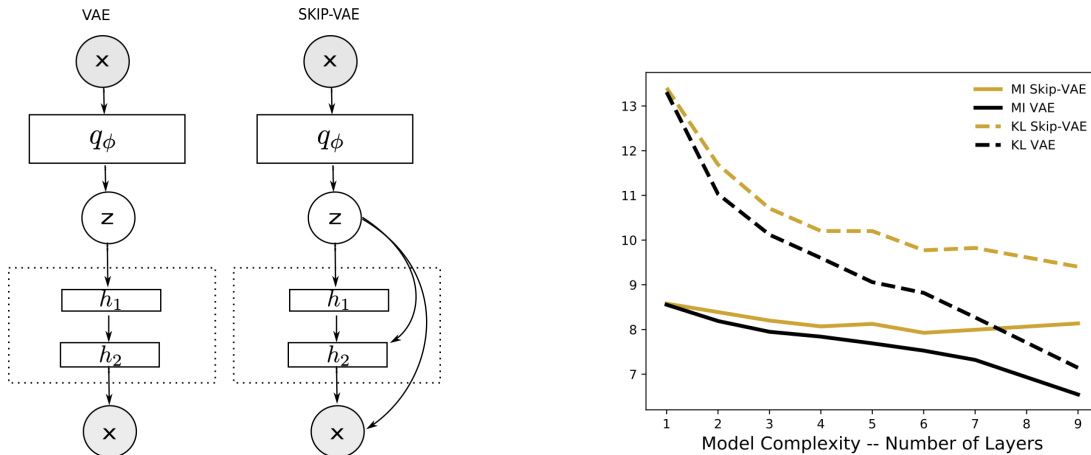 VAE
x
qϕ
z
h1
h2
x
SKIP-VAE
x
qϕ
z
h1
h2
x
MI Skip-VAE
MI VAE
KL Skip-VAE
KL VAE
13
12
11
10
9
8
7
1 2 3 4 5 6 7 8 9
Model Complexity -- Number of Layers